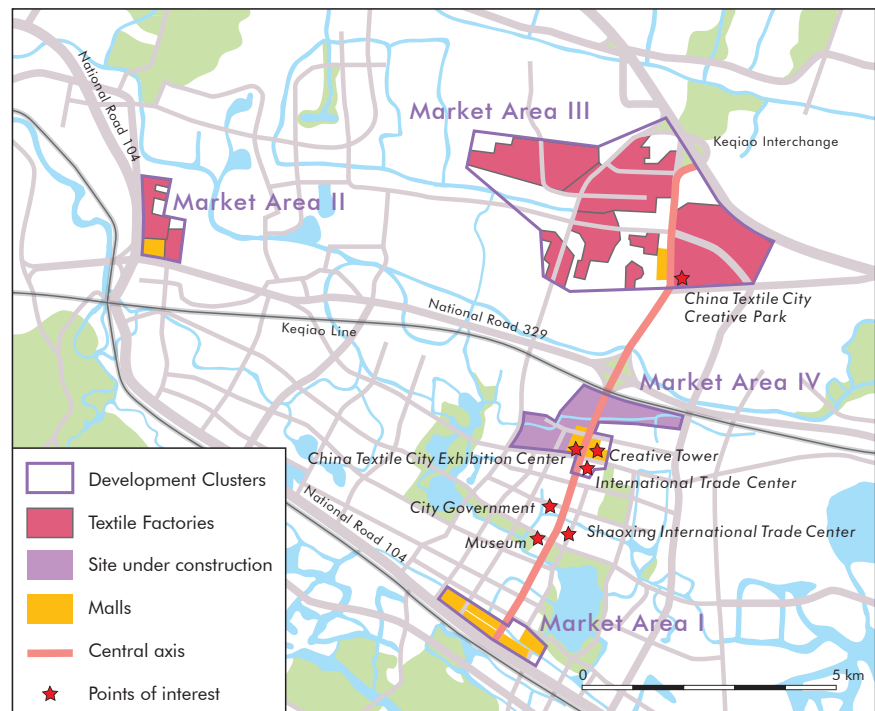 National Road 104
Market Area III
Keqiao Interchange
Market Area II
China Textile City
Creative Park
National Road 329
Keqiao Line
Market Area IV
China Textile City Exhibition Center
Creative Tower
International Trade Center
City Government
Shaoxing International Trade Center
Museum
National Road 104
Market Area I
Development Clusters
Textile Factories
Site under construction
Malls
Central axis
Points of interest
0
5 km